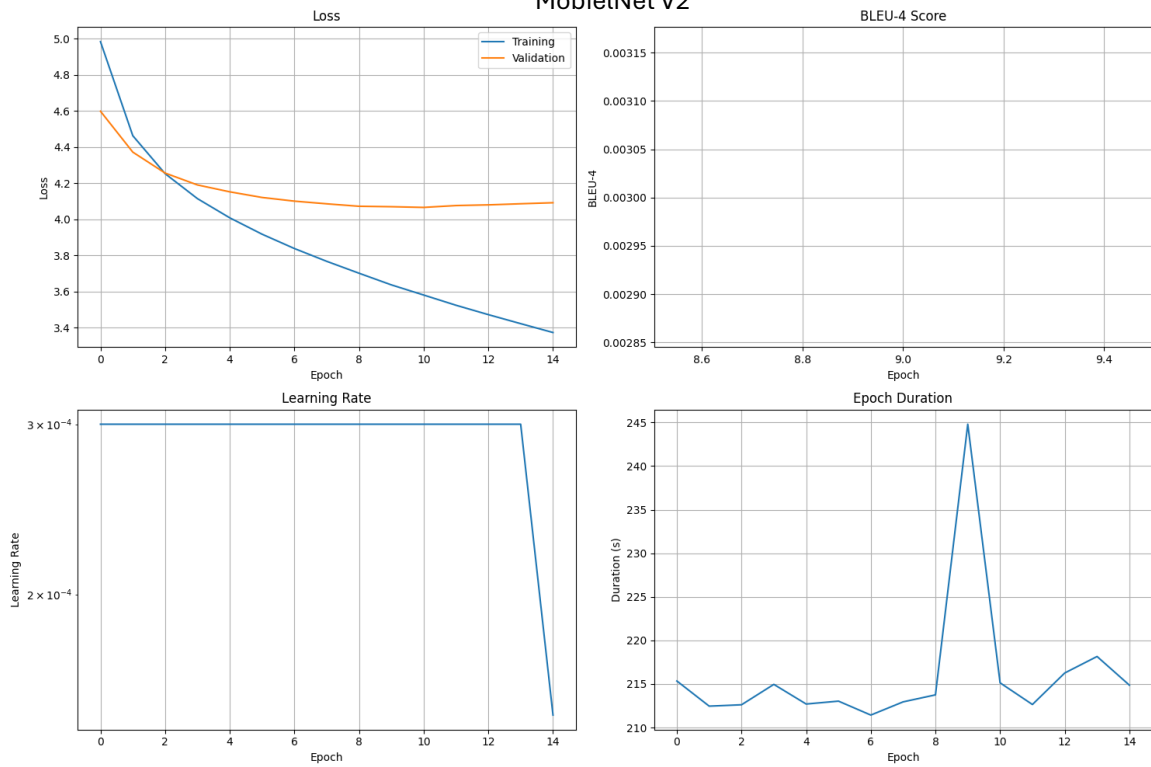 MobielNet V2
Loss
5.0
4.8
4.6
4.4
4.2
4.0
3.8
3.6
3.4
Loss
Training
Validation
0 2 4 6 8 10 12 14
Epoch
BLEU-4 Score
0.00315
0.00310
0.00305
0.00300
0.00295
0.00290
0.00285
BLEU-4
8.6 8.8 9.0 9.2 9.4
Epoch
Learning Rate
3 × 10⁻⁴
2 × 10⁻⁴
Learning Rate
0 2 4 6 8 10 12 14
Epoch
Epoch Duration
245
240
235
230
225
220
215
210
Duration (s)
0 2 4 6 8 10 12 14
Epoch